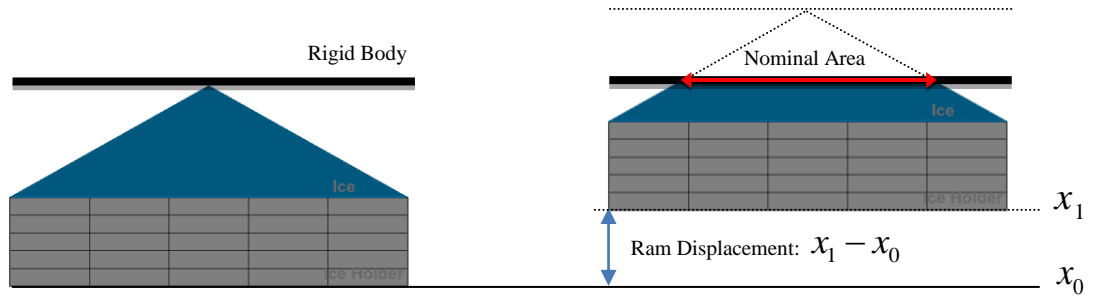 Rigid Body
Ice
Ice Holder
Nominal Area
Ice
Ice Holder
x₁
Ram Displacement: x₁ − x₀
x₀